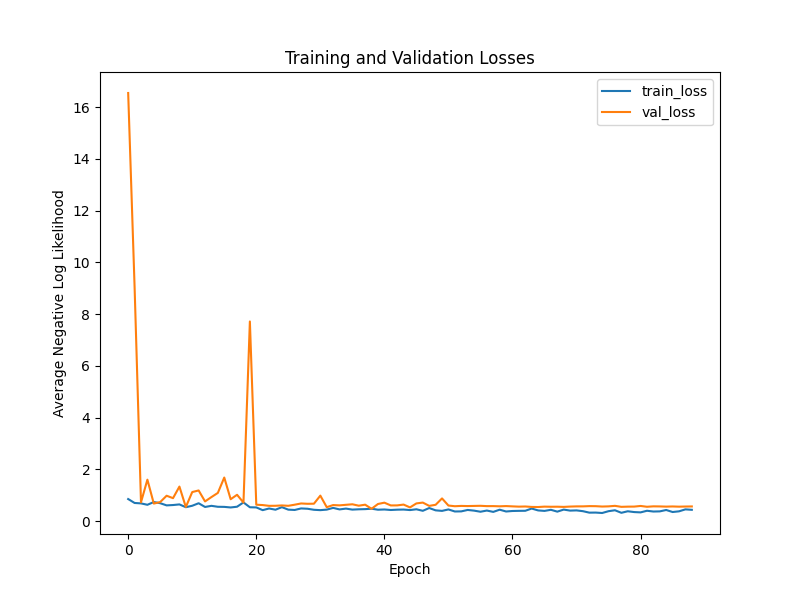 Training and Validation Losses
train_loss
val_loss
16
14
12
10
8
6
4
2
0
Average Negative Log Likelihood
0
20
40
60
80
Epoch